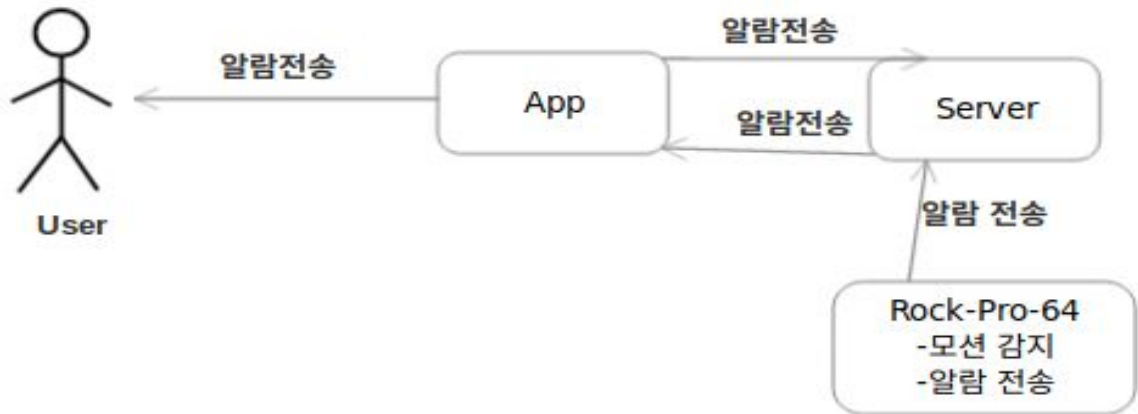 알람전송
알람전송
App
Server
알람전송
User
알람 전송
Rock-Pro-64
-모션 감지
-알람 전송